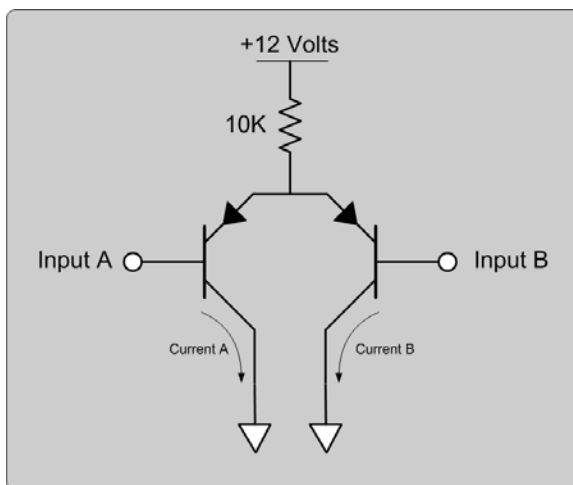 +12 Volts
10K
Input A
Input B
Current A
Current B